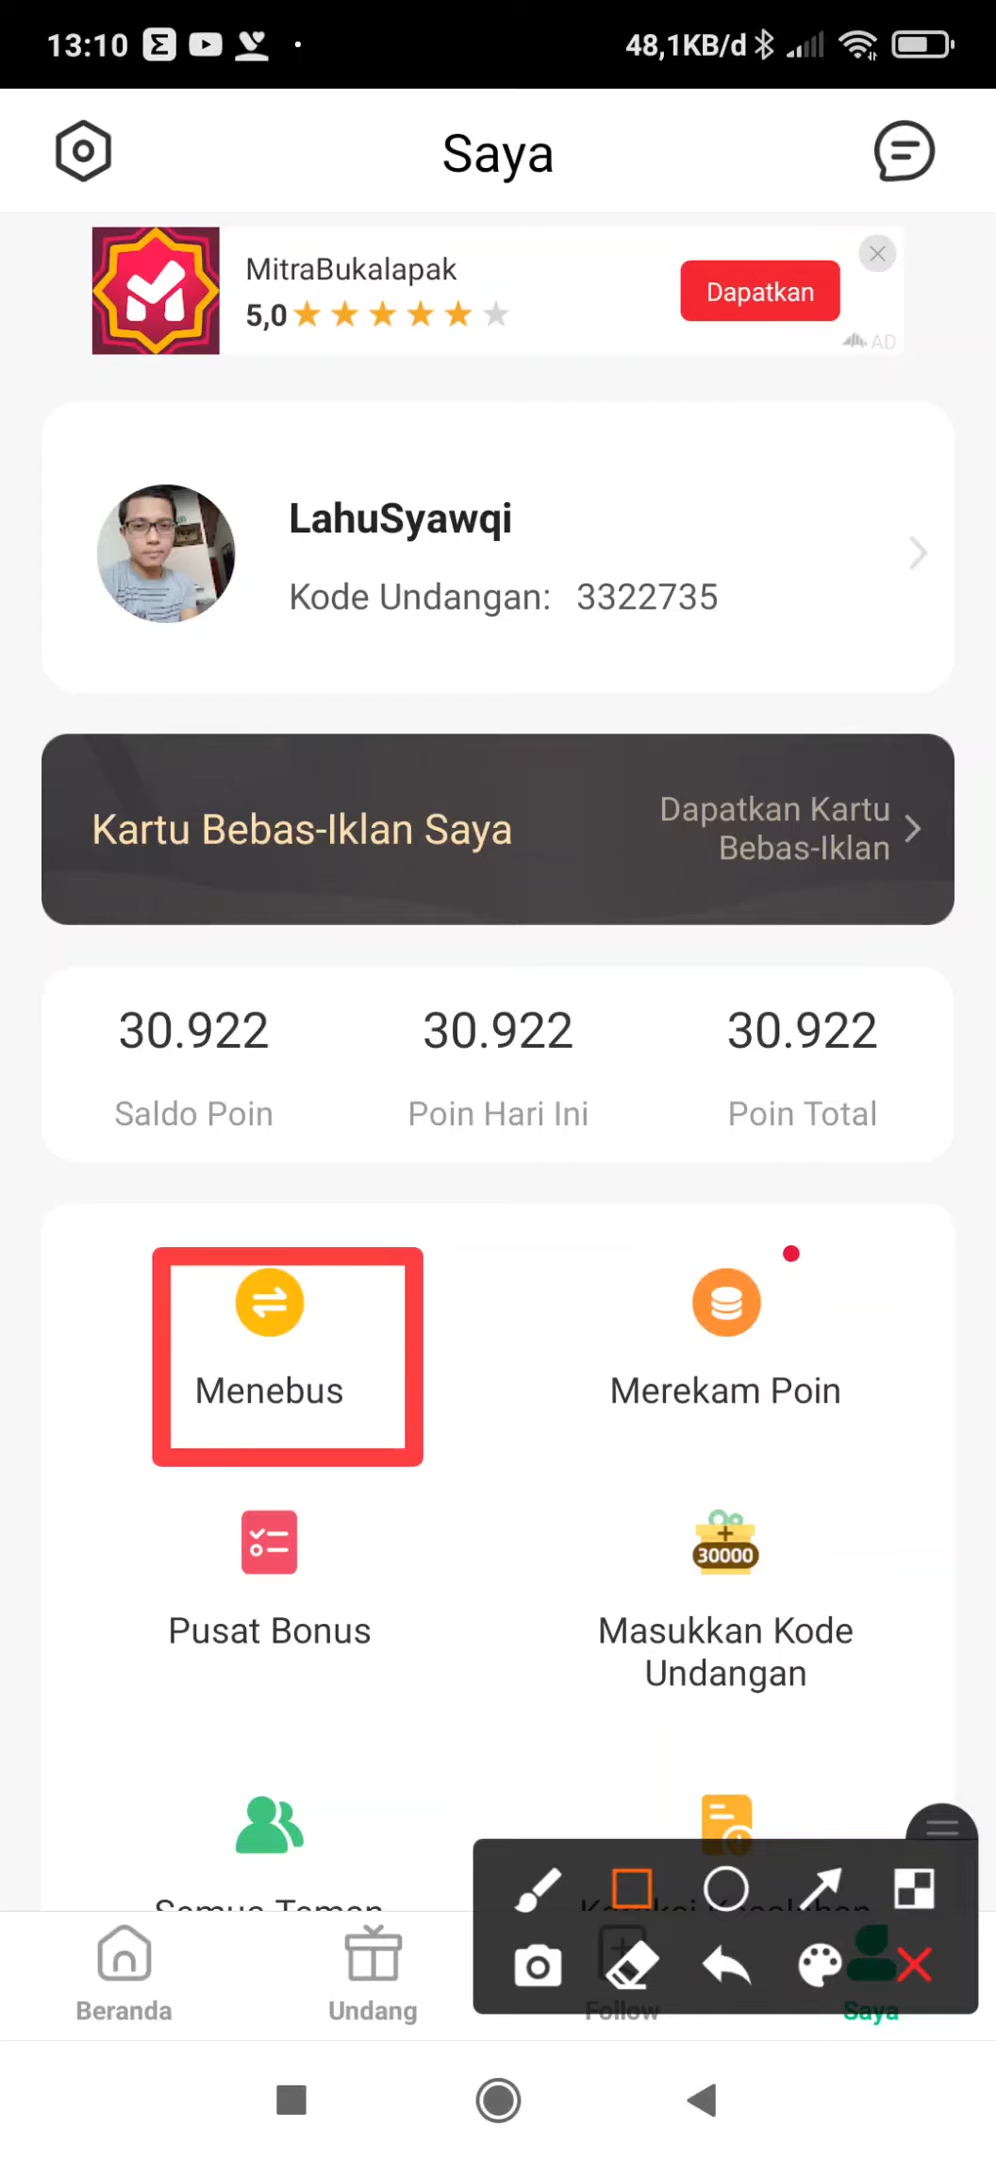 13:10
48,1KB/d
Saya
MitraBukalapak
5,0
Dapatkan
AD
LahuSyawqi
Kode Undangan: 3322735
Kartu Bebas-Iklan Saya
Dapatkan Kartu
Bebas-Iklan
30.922
30.922
30.922
Saldo Poin
Poin Hari Ini
Poin Total
Menebus
Merekam Poin
30000
Pusat Bonus
Masukkan Kode
Undangan
Semua Teman
Beranda
Undang
Follow
Saya